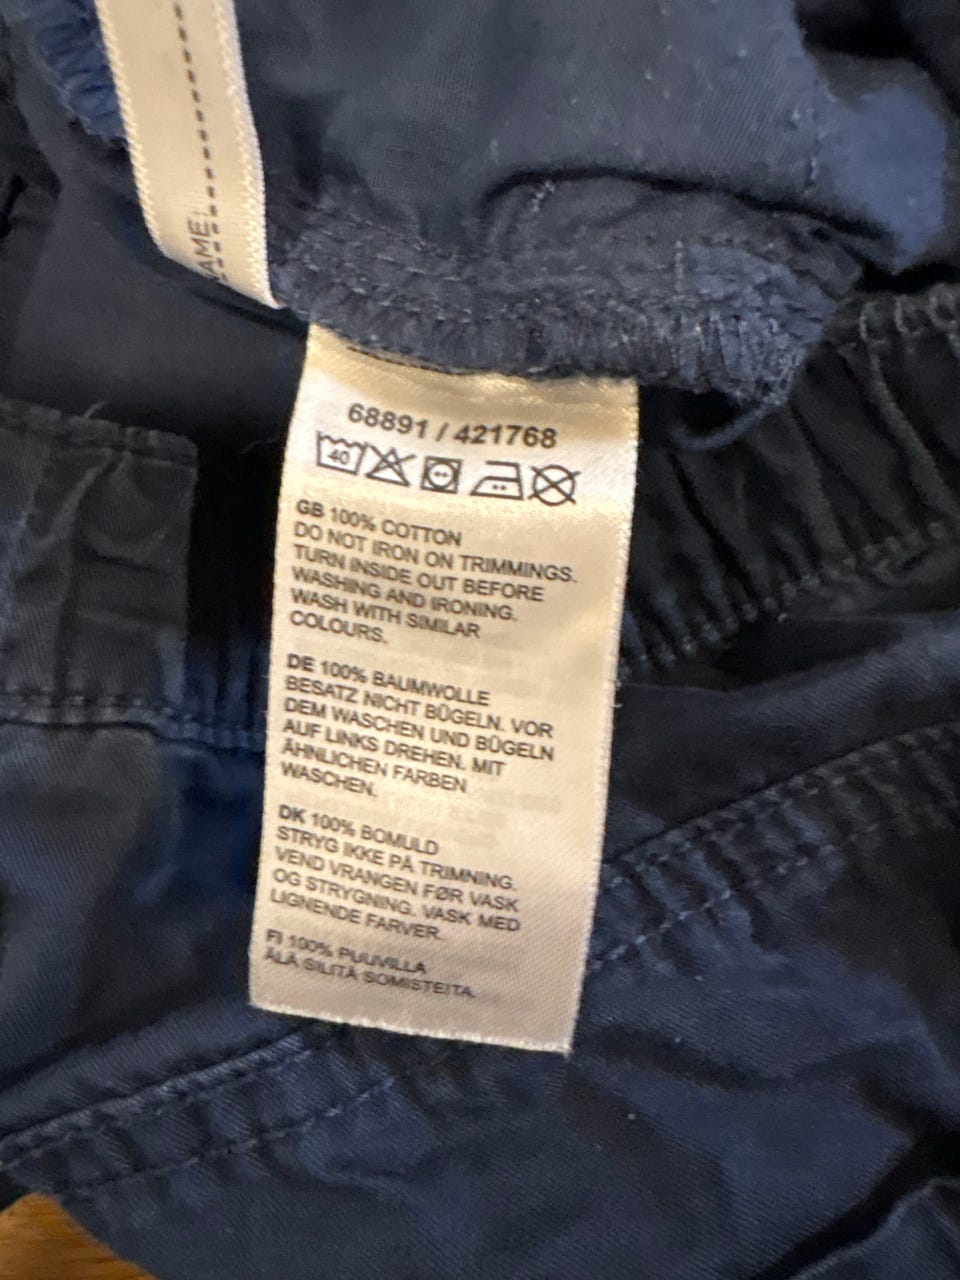 68891 / 421768
40
GB 100% COTTON
DO NOT IRON ON TRIMMINGS.
TURN INSIDE OUT BEFORE
WASHING AND IRONING.
WASH WITH SIMILAR
COLOURS.
DE 100% BAUMWOLLE
BESATZ NICHT BÜGELN. VOR
DEM WASCHEN UND BÜGELN
AUF LINKS DREHEN. MIT
ÄHNLICHEN FARBEN
WASCHEN.
DK 100% BOMULD
STRYG IKKE PÅ TRIMNING.
VEND VRANGEN FØR VASK
OG STRYGNING. VASK MED
LIGNENDE FARVER.
FI 100% PUUVILLA
ÄLÄ SILITÄ SOMISTEITA.